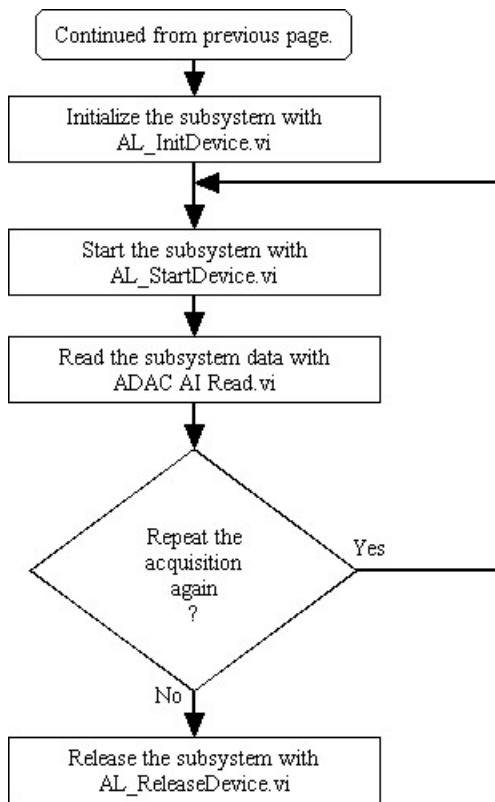 Continued from previous page.
Initialize the subsystem with
AL_InitDevice.vi
Start the subsystem with
AL_StartDevice.vi
Read the subsystem data with
ADAC AI Read.vi
Repeat the
acquisition
again
?
Yes
No
Release the subsystem with
AL_ReleaseDevice.vi